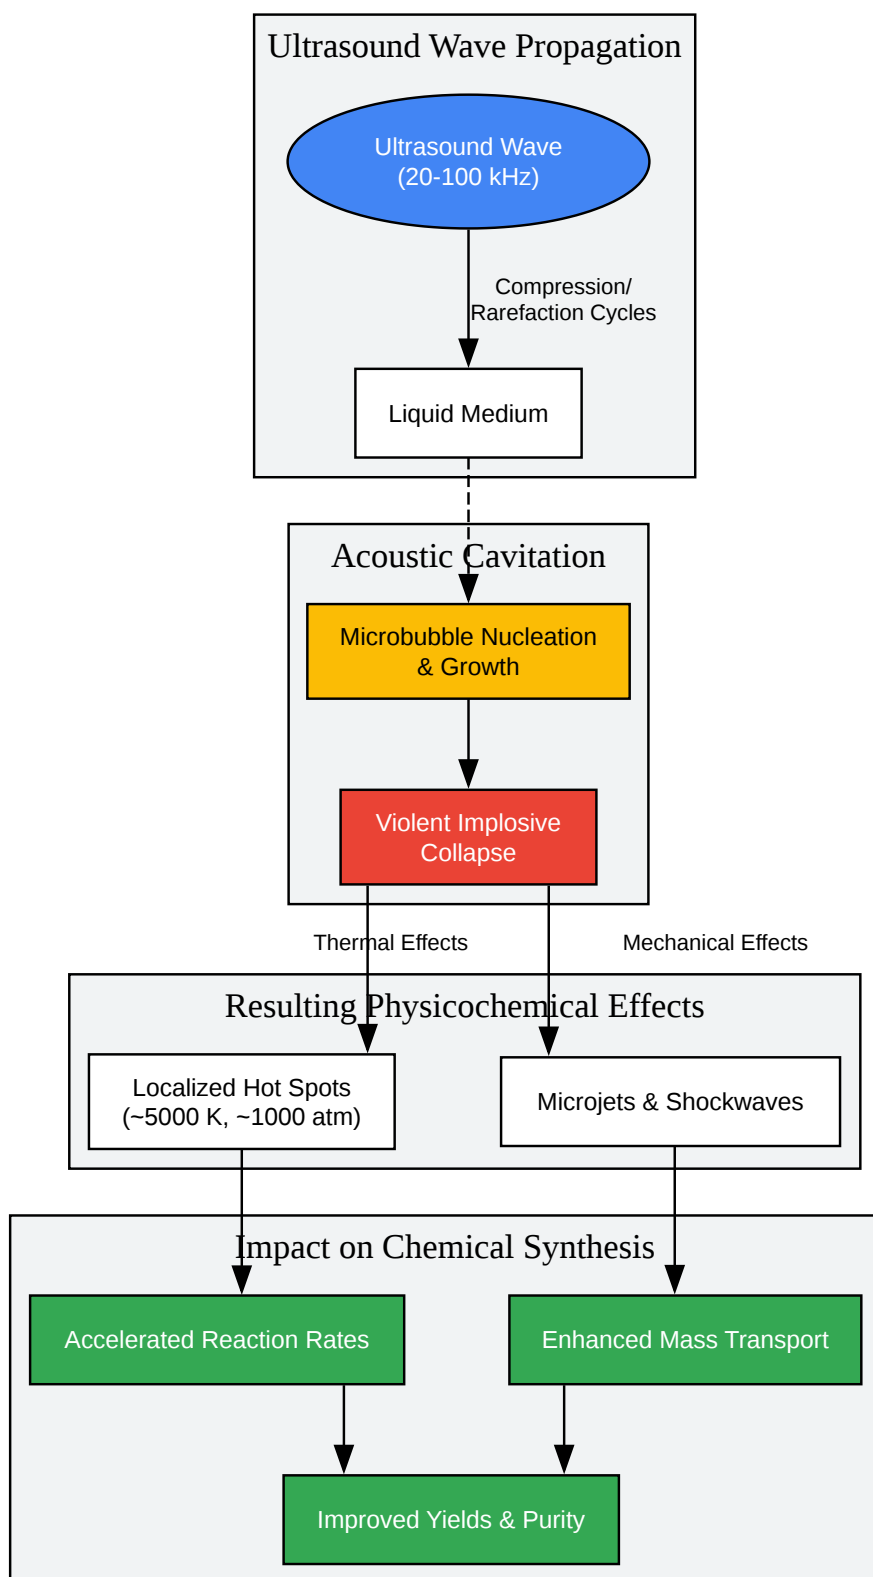 Ultrasound Wave Propagation
Ultrasound Wave
(20-100 kHz)
Compression/
Rarefaction Cycles
Liquid Medium
Acoustic Cavitation
Microbubble Nucleation
& Growth
Violent Implosive
Collapse
Thermal Effects
Mechanical Effects
Resulting Physicochemical Effects
Localized Hot Spots
(~5000 K, ~1000 atm)
Microjets & Shockwaves
Impact on Chemical Synthesis
Accelerated Reaction Rates
Enhanced Mass Transport
Improved Yields & Purity